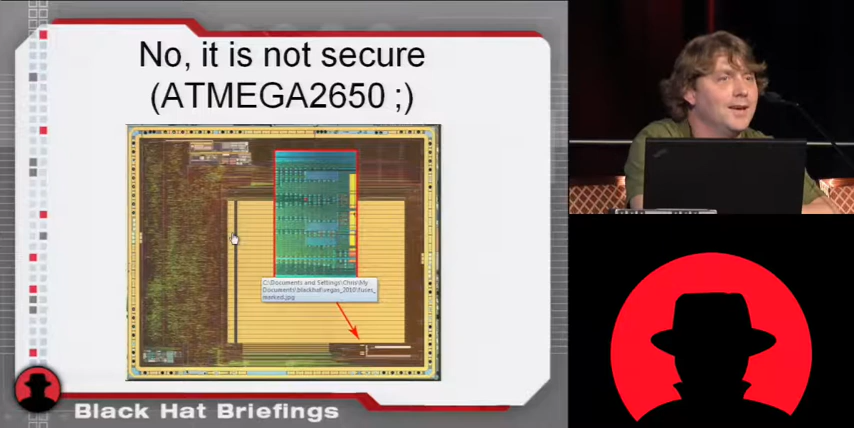 No, it is not secure
(ATMEGA2650 ;)
C:\Documents and Settings\Chris\My
Documents\blackhat\vegas_2010\fuses_
marked.jpg
Black Hat Briefings